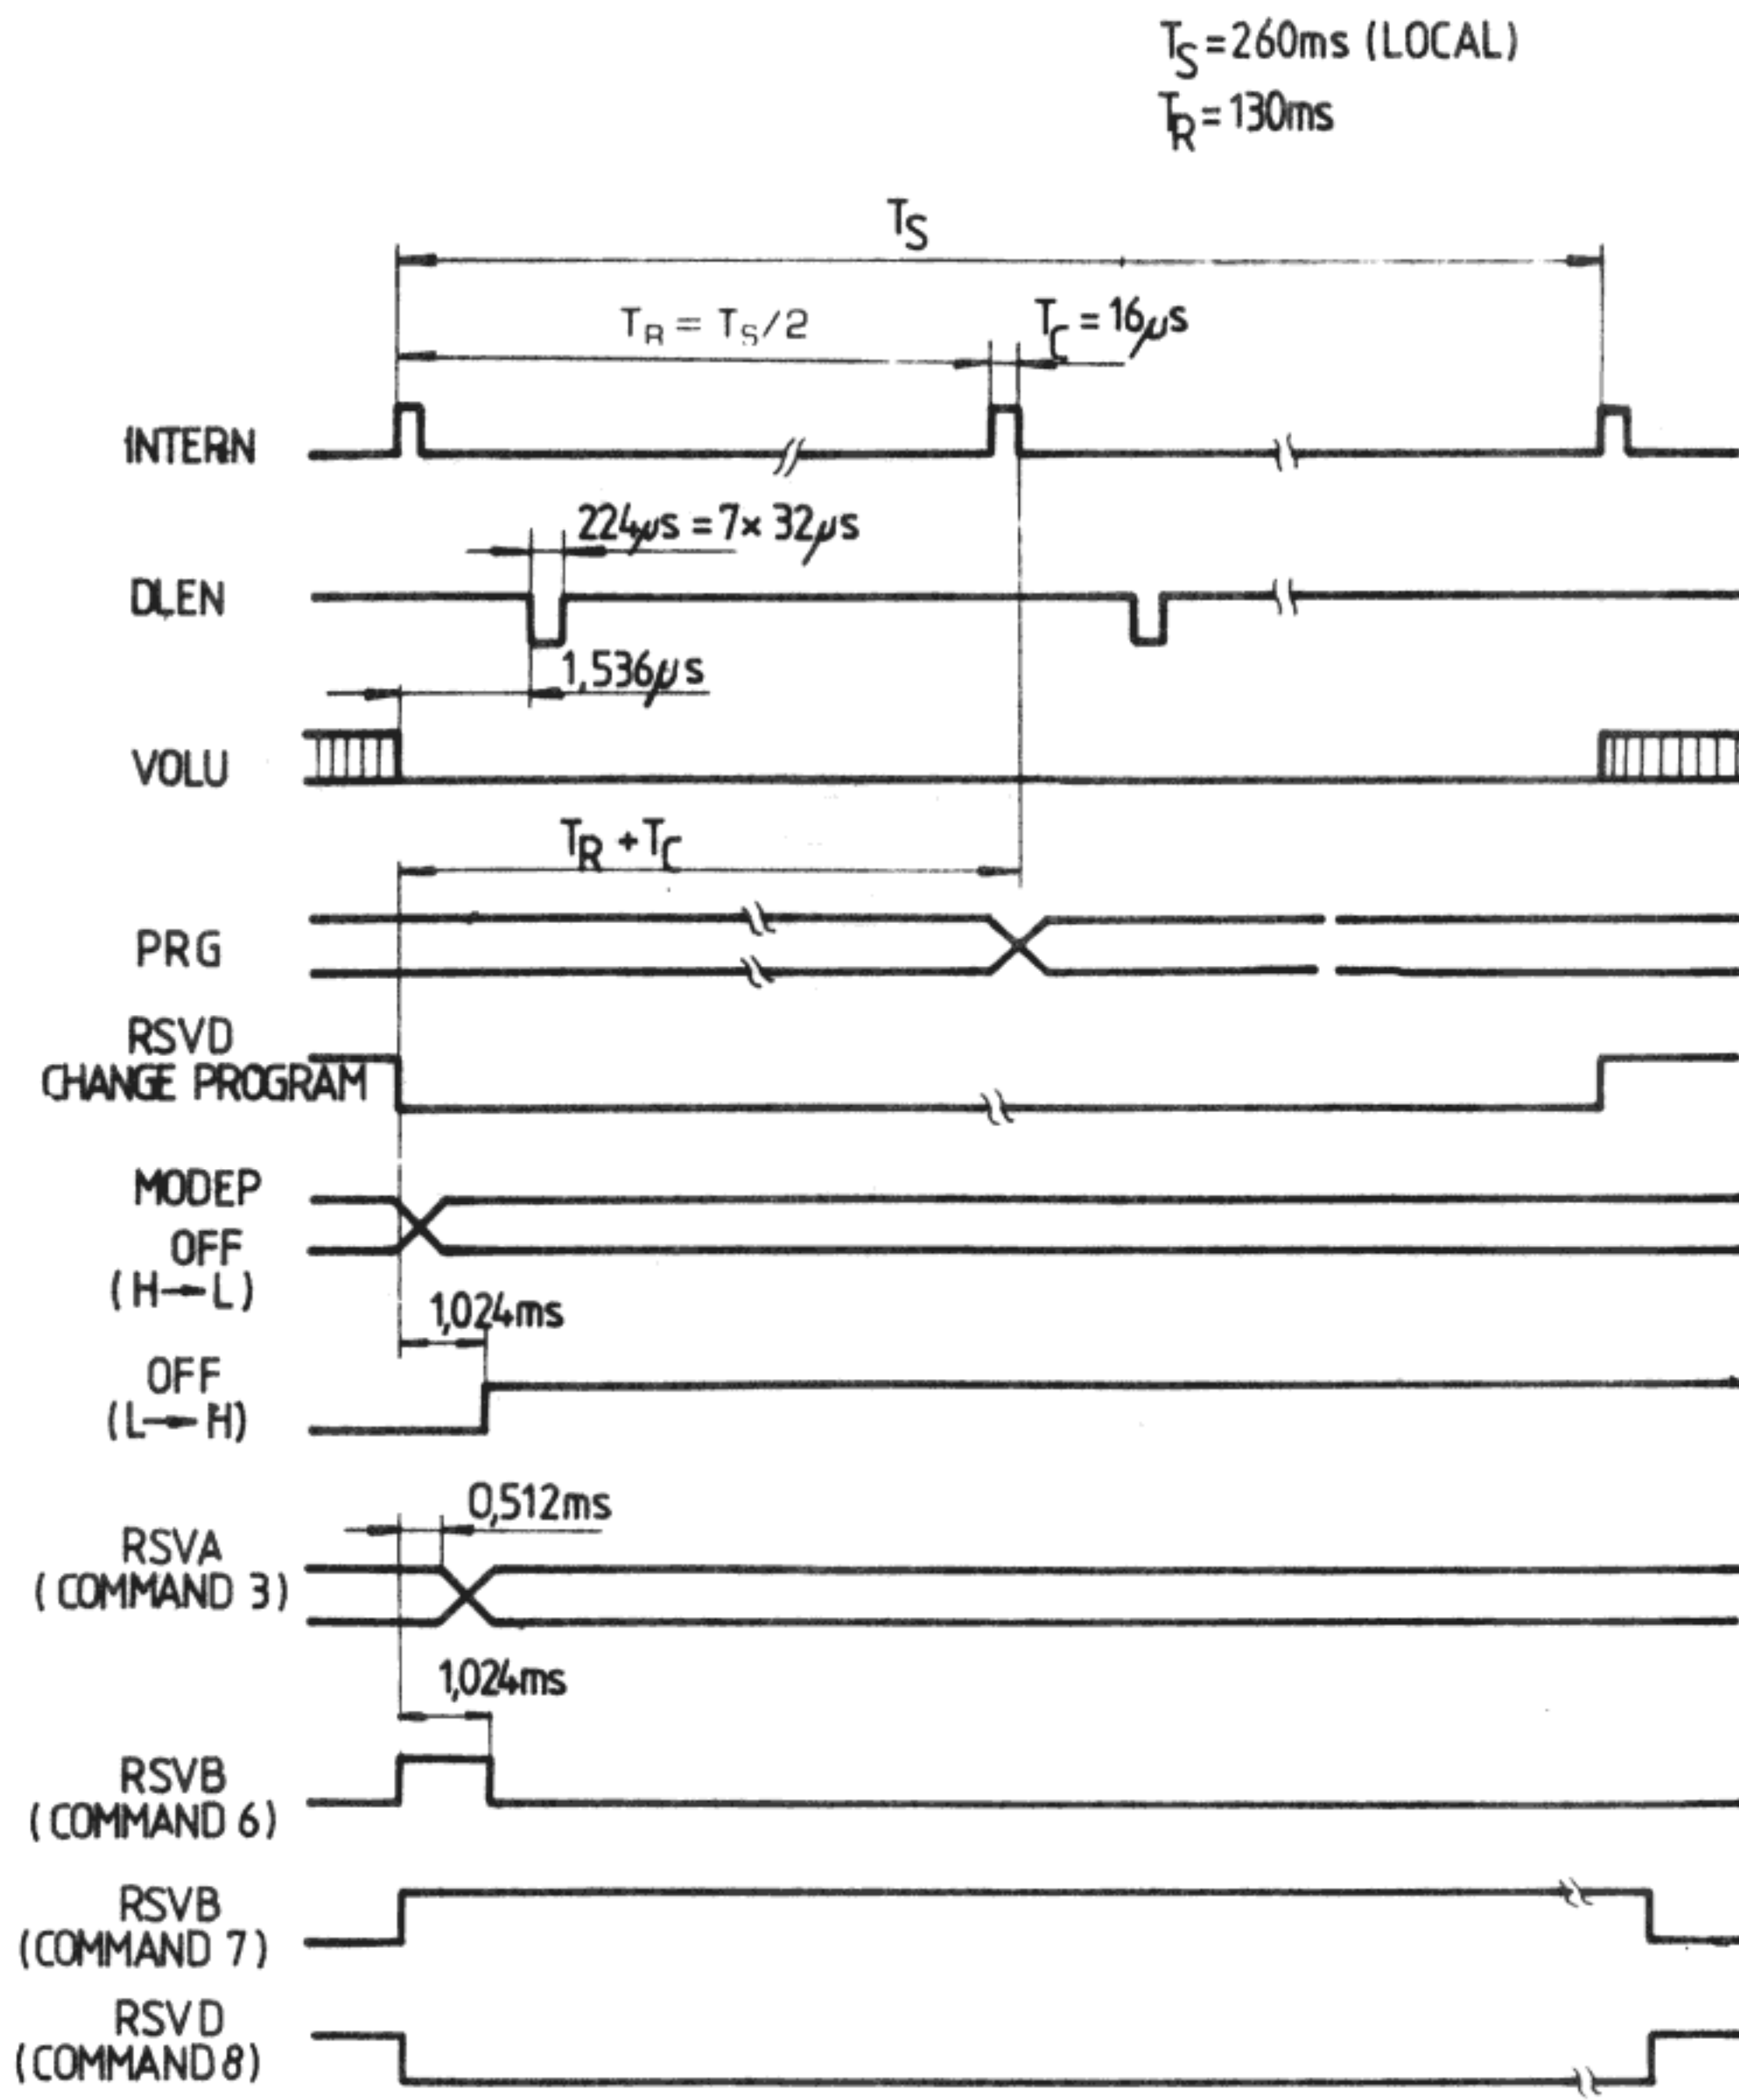 TS = 260ms (LOCAL)
TR = 130ms
TS
TR = TS/2
TC = 16µs
INTERN
224µs = 7x 32µs
DLEN
1,536µs
VOLU
TR + TC
PRG
RSVD
CHANGE PROGRAM
MODEP
OFF
(H→L)
1,024ms
OFF
(L→H)
0,512ms
RSVA
(COMMAND 3)
1,024ms
RSVB
(COMMAND 6)
RSVB
(COMMAND 7)
RSVD
(COMMAND 8)